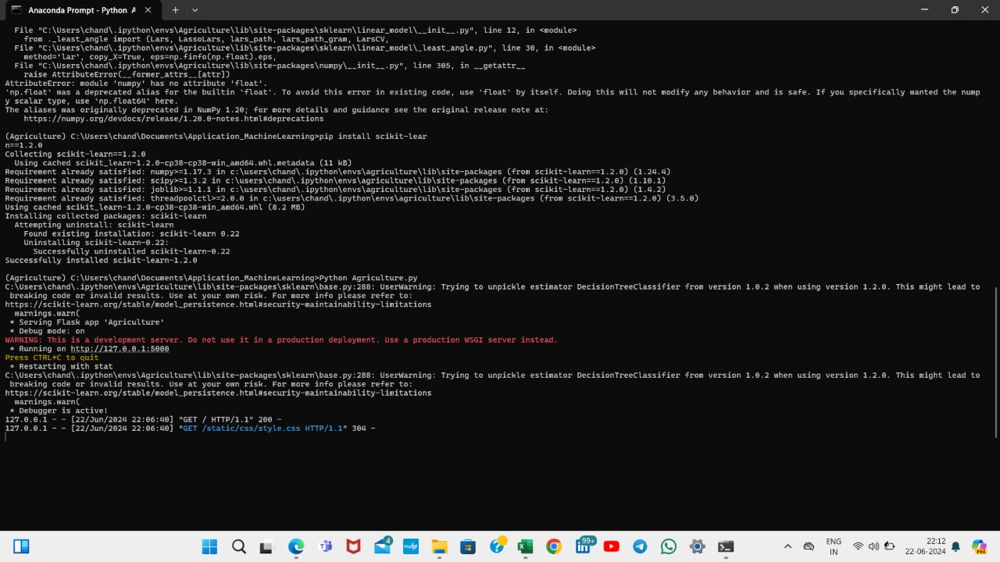 Anaconda Prompt - Python A
File "C:\Users\chand\.ipython\envs\Agriculture\lib\site-packages\sklearn\linear_model\__init__.py", line 12, in <module>
from ._least_angle import (Lars, LassoLars, lars_path, lars_path_gram, LarsCV,
File "C:\Users\chand\.ipython\envs\Agriculture\lib\site-packages\sklearn\linear_model\_least_angle.py", line 30, in <module>
method='lar', copy_X=True, eps=np.finfo(np.float).eps,
File "C:\Users\chand\.ipython\envs\Agriculture\lib\site-packages\numpy\__init__.py", line 305, in __getattr__
raise AttributeError(__former_attrs__[attr])
AttributeError: module 'numpy' has no attribute 'float'.
`np.float` was a deprecated alias for the builtin `float`. To avoid this error in existing code, use `float` by itself. Doing this will not modify any behavior and is safe. If you specifically wanted the nump
y scalar type, use `np.float64` here.
The aliases was originally deprecated in NumPy 1.20; for more details and guidance see the original release note at:
https://numpy.org/devdocs/release/1.20.0-notes.html#deprecations
(Agriculture) C:\Users\chand\Documents\Application_MachineLearning>pip install scikit-lear
n==1.2.0
Collecting scikit-learn==1.2.0
Using cached scikit_learn-1.2.0-cp38-cp38-win_amd64.whl.metadata (11 kB)
Requirement already satisfied: numpy>=1.17.3 in c:\users\chand\.ipython\envs\agriculture\lib\site-packages (from scikit-learn==1.2.0) (1.24.4)
Requirement already satisfied: scipy>=1.3.2 in c:\users\chand\.ipython\envs\agriculture\lib\site-packages (from scikit-learn==1.2.0) (1.10.1)
Requirement already satisfied: joblib>=1.1.1 in c:\users\chand\.ipython\envs\agriculture\lib\site-packages (from scikit-learn==1.2.0) (1.4.2)
Requirement already satisfied: threadpoolctl>=2.0.0 in c:\users\chand\.ipython\envs\agriculture\lib\site-packages (from scikit-learn==1.2.0) (3.5.0)
Using cached scikit_learn-1.2.0-cp38-cp38-win_amd64.whl (8.2 MB)
Installing collected packages: scikit-learn
Attempting uninstall: scikit-learn
Found existing installation: scikit-learn 0.22
Uninstalling scikit-learn-0.22:
Successfully uninstalled scikit-learn-0.22
Successfully installed scikit-learn-1.2.0
(Agriculture) C:\Users\chand\Documents\Application_MachineLearning>Python Agriculture.py
C:\Users\chand\.ipython\envs\Agriculture\lib\site-packages\sklearn\base.py:288: UserWarning: Trying to unpickle estimator DecisionTreeClassifier from version 1.0.2 when using version 1.2.0. This might lead to
breaking code or invalid results. Use at your own risk. For more info please refer to:
https://scikit-learn.org/stable/model_persistence.html#security-maintainability-limitations
warnings.warn(
* Serving Flask app 'Agriculture'
* Debug mode: on
WARNING: This is a development server. Do not use it in a production deployment. Use a production WSGI server instead.
* Running on http://127.0.0.1:5000
Press CTRL+C to quit
* Restarting with stat
C:\Users\chand\.ipython\envs\Agriculture\lib\site-packages\sklearn\base.py:288: UserWarning: Trying to unpickle estimator DecisionTreeClassifier from version 1.0.2 when using version 1.2.0. This might lead to
breaking code or invalid results. Use at your own risk. For more info please refer to:
https://scikit-learn.org/stable/model_persistence.html#security-maintainability-limitations
warnings.warn(
* Debugger is active!
127.0.0.1 - - [22/Jun/2024 22:06:40] "GET / HTTP/1.1" 200 -
127.0.0.1 - - [22/Jun/2024 22:06:40] "GET /static/css/style.css HTTP/1.1" 304 -
4
myhp
99+
ENG
IN
22:12
22-06-2024
PRE